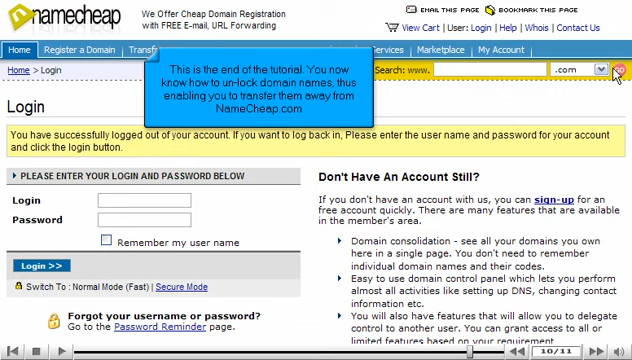 namecheap
We Offer Cheap Domain Registration
with FREE E-mail, URL Forwarding
EMAIL THIS PAGE BOOKMARK THIS PAGE
View Cart | User: Login | Help | Whois | Contact Us
Home Register a Domain Transf Services Marketplace My Account
Home > Login
Search: www. .com
This is the end of the tutorial. You now
know how to un-lock domain names, thus
enabling you to transfer them away from
NameCheap.com
Login
You have successfully logged out of your account. If you want to log back in, Please enter the user name and password for your account
and click the login button.
PLEASE ENTER YOUR LOGIN AND PASSWORD BELOW
Login
Password
Remember my user name
Login >>
Switch To : Normal Mode (Fast) | Secure Mode
Forgot your username or password?
Go to the Password Reminder page.
Don't Have An Account Still?
If you don't have an account with us, you can sign-up for an
free account quickly. There are many features that are available
in the member's area.
Domain consolidation - see all your domains you own
here in a single page. You don't need to remember
individual domain names and their codes.
Easy to use domain control panel which lets you perform
almost all activities like setting up DNS, changing contact
information etc.
You will also have features that will allow you to delegate
control to another user. You can grant access to all or
limited features based on your requirement.
10/11